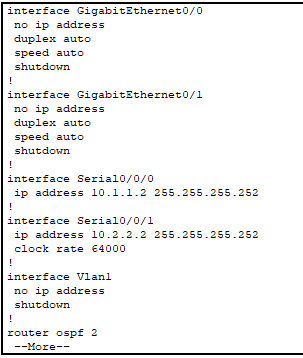 interface GigabitEthernet0/0
 no ip address
 duplex auto
 speed auto
 shutdown
!
interface GigabitEthernet0/1
 no ip address
 duplex auto
 speed auto
 shutdown
!
interface Serial0/0/0
 ip address 10.1.1.2 255.255.255.252
!
interface Serial0/0/1
 ip address 10.2.2.2 255.255.255.252
 clock rate 64000
!
interface Vlan1
 no ip address
 shutdown
!
router ospf 2
 --More--